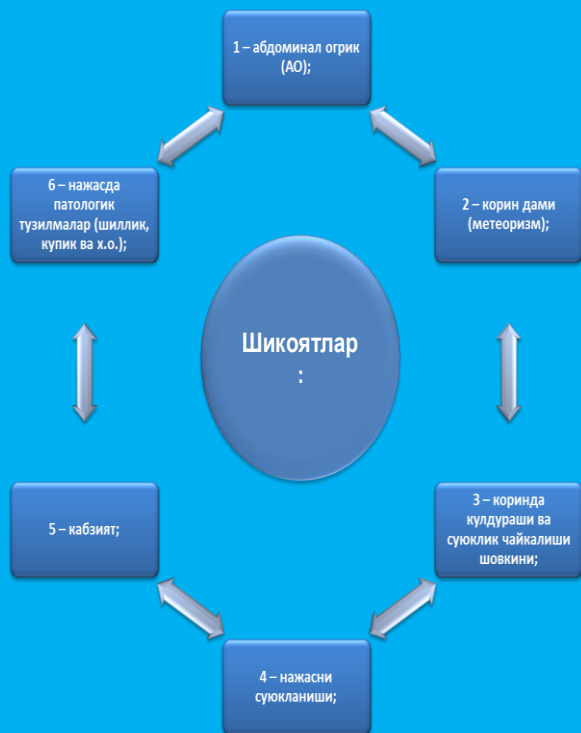 1 – абдоминал огрик
(АО);
6 – нажасда
патологик
тузилмалар (шиллик,
купик ва х.о.);
2 – корин дами
(метеоризм);
Шикоятлар
:
5 – кабзият;
3 – коринда
кулдураши ва
суюклик чайкалиши
шовкини;
4 – нажасни
суюкланиши;